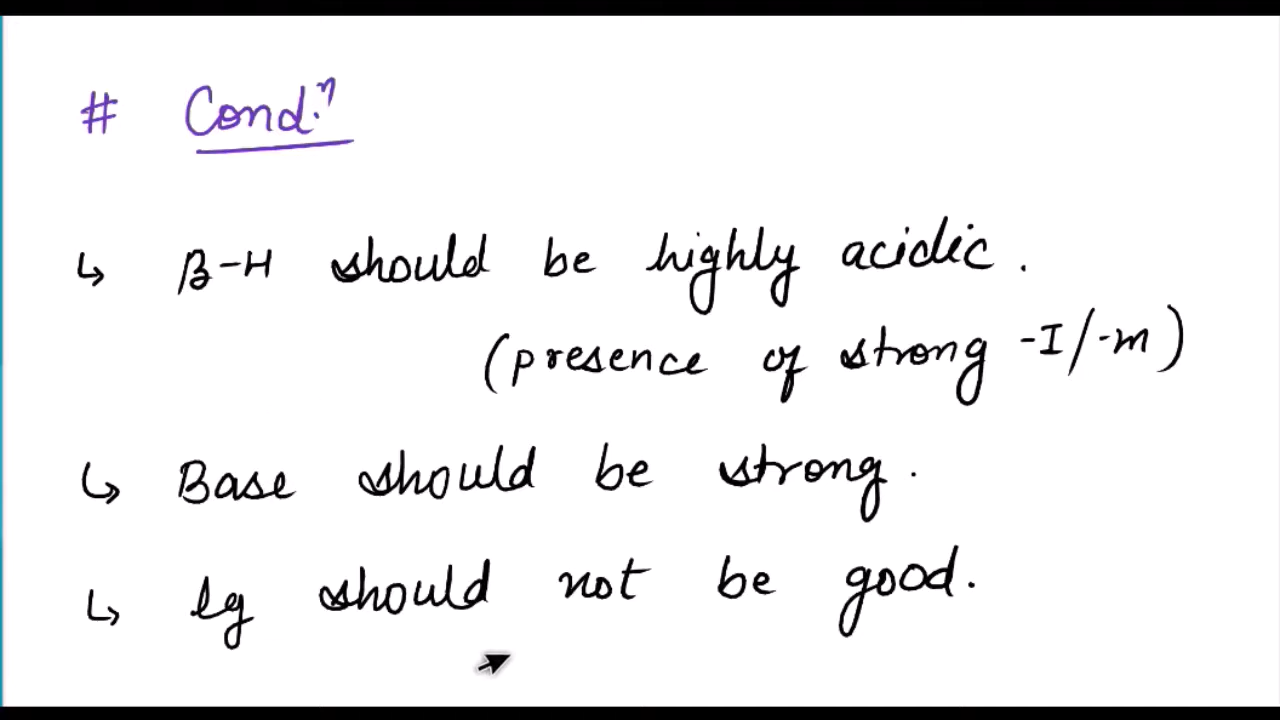 # Cond.ⁿ
↳ β-H should be highly acidic.
(presence of strong -I/-m)
↳ Base should be strong.
↳ lg should not be good.